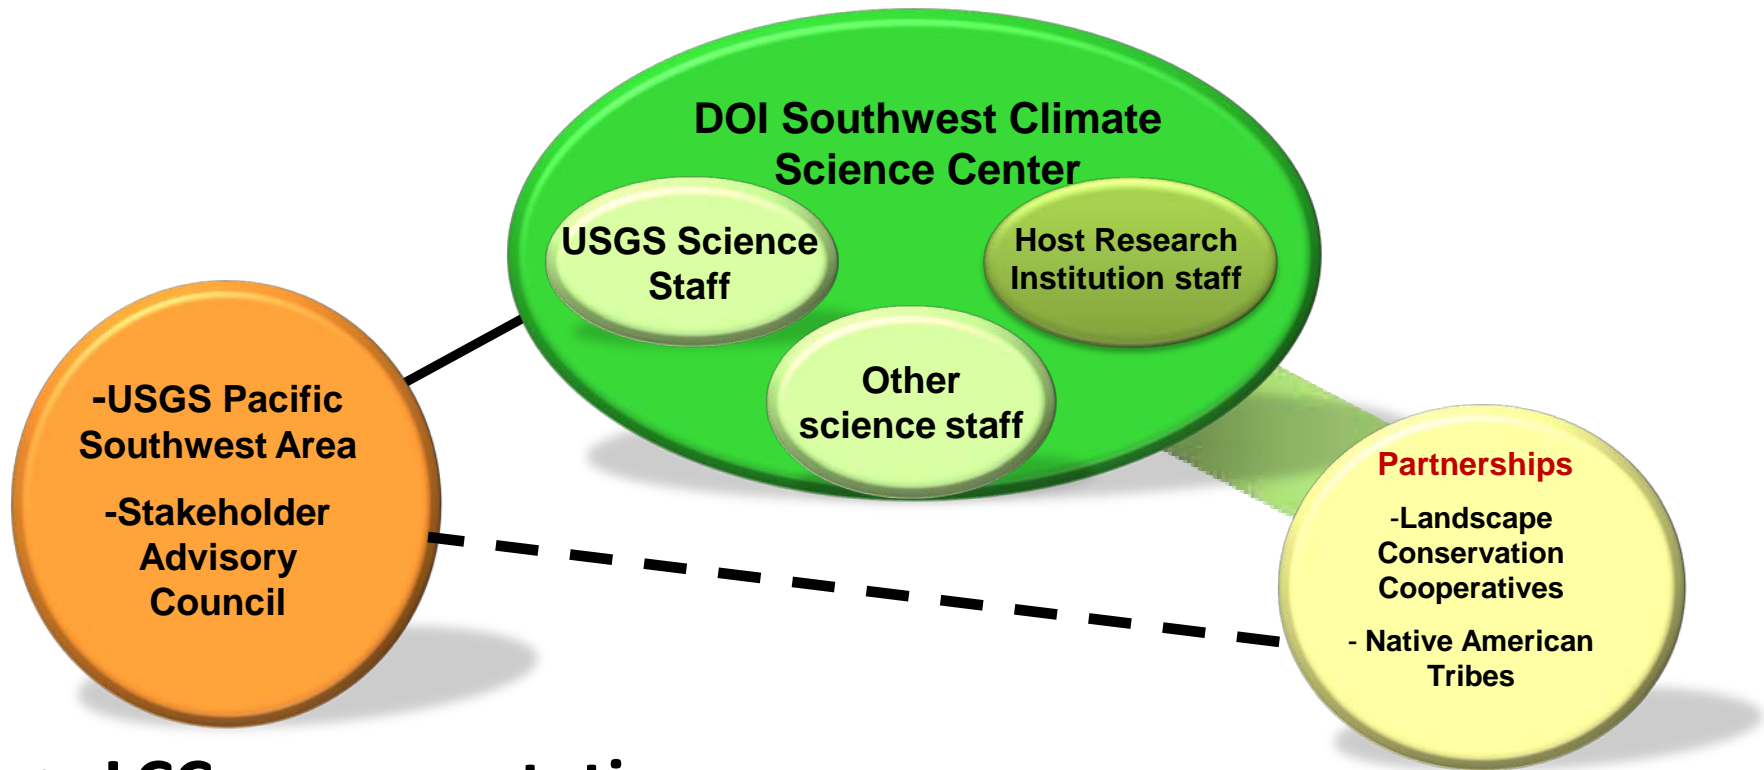 DOI Southwest Climate
Science Center
USGS Science
Staff
Host Research
Institution staff
Other
science staff
-USGS Pacific
Southwest Area
-Stakeholder
Advisory
Council
Partnerships
-Landscape
Conservation
Cooperatives
- Native American
Tribes